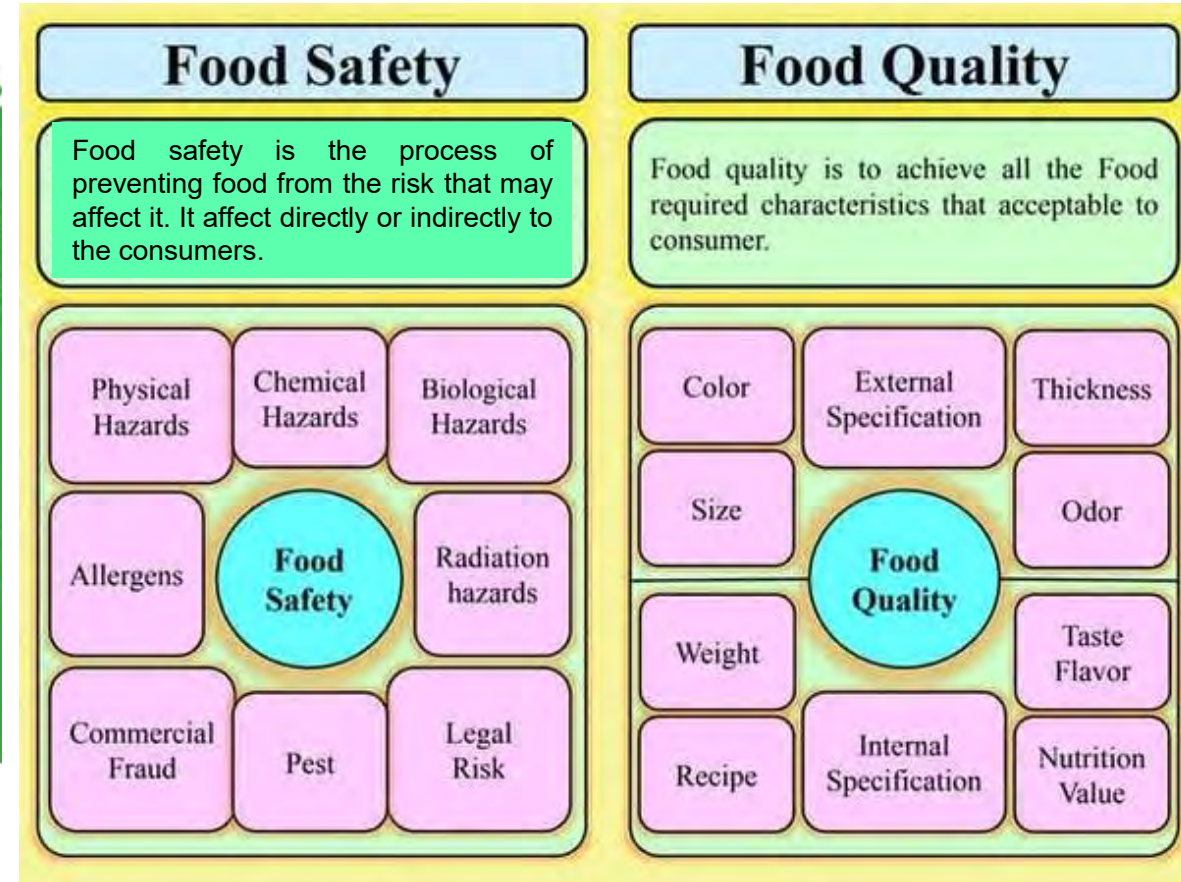 Food Safety
Food safety is the process of
preventing food from the risk that may
affect it. It affect directly or indirectly to
the consumers.
Physical
Hazards
Chemical
Hazards
Biological
Hazards
Allergens
Food
Safety
Radiation
hazards
Commercial
Fraud
Pest
Legal
Risk
Food Quality
Food quality is to achieve all the Food
required characteristics that acceptable to
consumer.
Color
External
Specification
Thickness
Size
Odor
Food
Quality
Weight
Taste
Flavor
Recipe
Internal
Specification
Nutrition
Value